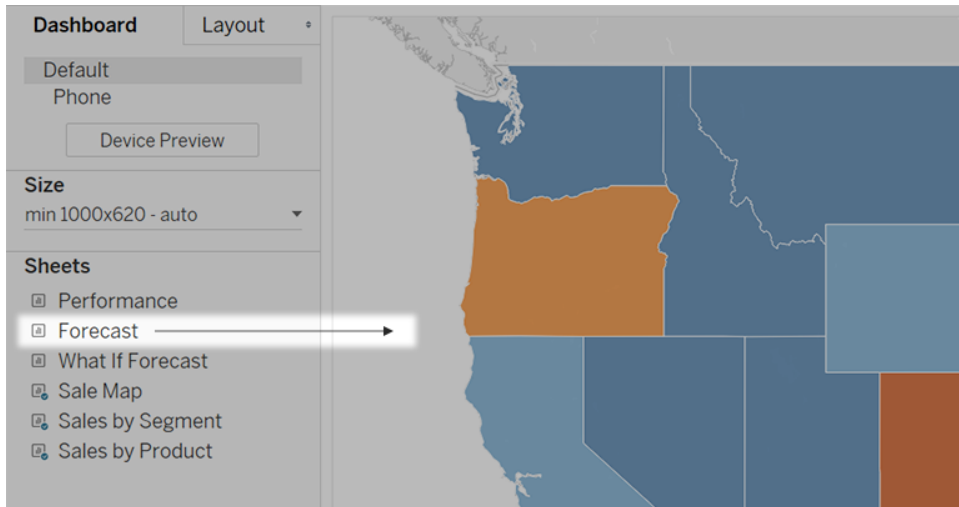 Dashboard Layout
Default
Phone
Device Preview
Size
min 1000x620 - auto
Sheets
Performance
Forecast
What If Forecast
Sale Map
Sales by Segment
Sales by Product